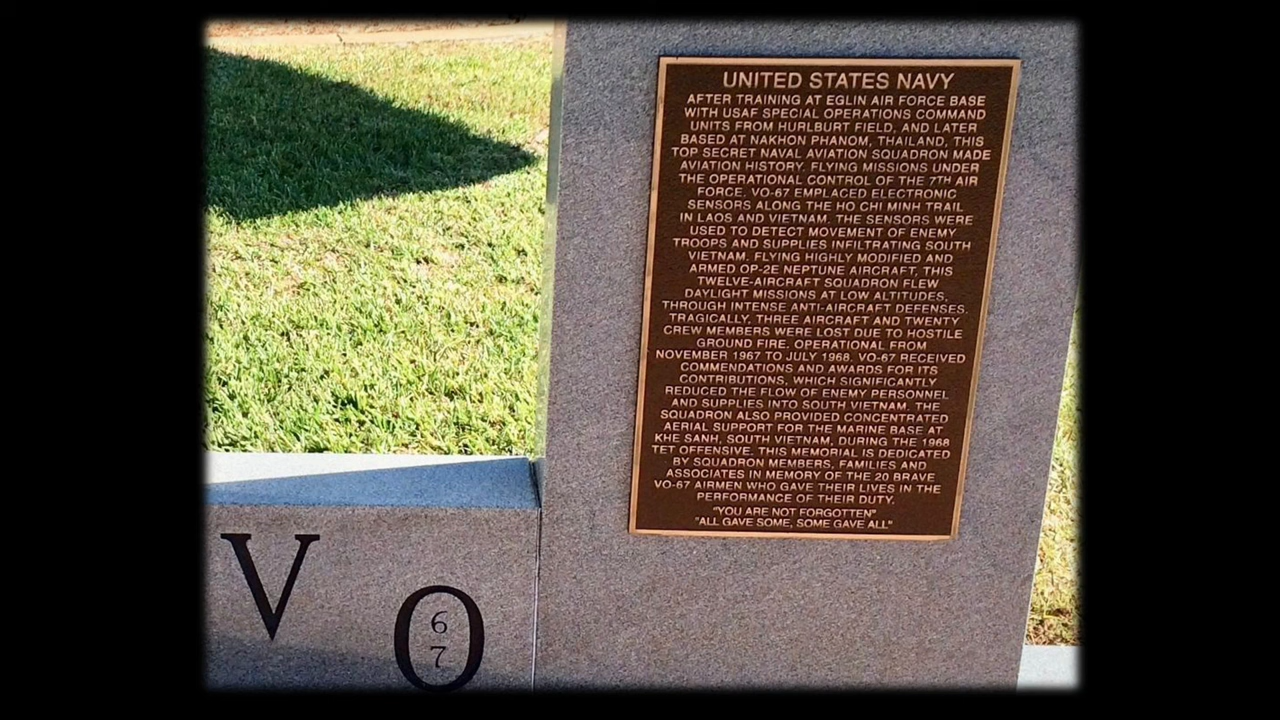 UNITED STATES NAVY
AFTER TRAINING AT EGLIN AIR FORCE BASE
WITH USAF SPECIAL OPERATIONS COMMAND
UNITS FROM HURLBURT FIELD, AND LATER
BASED AT NAKHON PHANOM, THAILAND, THIS
TOP SECRET NAVAL AVIATION SQUADRON MADE
AVIATION HISTORY. FLYING MISSIONS UNDER
THE OPERATIONAL CONTROL OF THE 7TH AIR
FORCE, VO-67 EMPLACED ELECTRONIC
SENSORS ALONG THE HO CHI MINH TRAIL
IN LAOS AND VIETNAM. THE SENSORS WERE
USED TO DETECT MOVEMENT OF ENEMY
TROOPS AND SUPPLIES INFILTRATING SOUTH
VIETNAM. FLYING HIGHLY MODIFIED AND
ARMED OP-2E NEPTUNE AIRCRAFT, THIS
TWELVE-AIRCRAFT SQUADRON FLEW
DAYLIGHT MISSIONS AT LOW ALTITUDES,
THROUGH INTENSE ANTI-AIRCRAFT DEFENSES.
TRAGICALLY, THREE AIRCRAFT AND TWENTY
CREW MEMBERS WERE LOST DUE TO HOSTILE
GROUND FIRE. OPERATIONAL FROM
NOVEMBER 1967 TO JULY 1968, VO-67 RECEIVED
COMMENDATIONS AND AWARDS FOR ITS
CONTRIBUTIONS, WHICH SIGNIFICANTLY
REDUCED THE FLOW OF ENEMY PERSONNEL
AND SUPPLIES INTO SOUTH VIETNAM. THE
SQUADRON ALSO PROVIDED CONCENTRATED
AERIAL SUPPORT FOR THE MARINE BASE AT
KHE SANH, SOUTH VIETNAM, DURING THE 1968
TET OFFENSIVE. THIS MEMORIAL IS DEDICATED
BY SQUADRON MEMBERS, FAMILIES AND
ASSOCIATES IN MEMORY OF THE 20 BRAVE
VO-67 AIRMEN WHO GAVE THEIR LIVES IN THE
PERFORMANCE OF THEIR DUTY.
"YOU ARE NOT FORGOTTEN"
"ALL GAVE SOME, SOME GAVE ALL"
V O
6
7